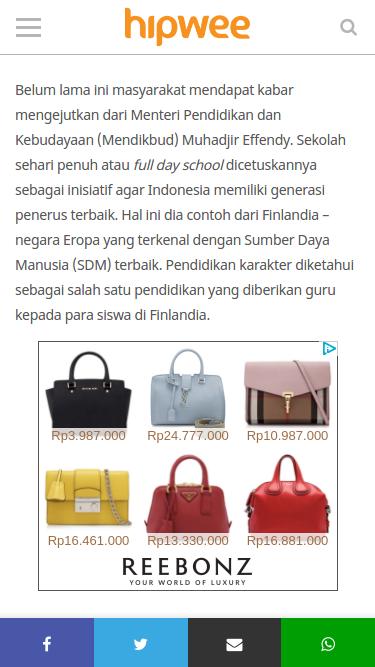 hipwee
Belum lama ini masyarakat mendapat kabar
mengejutkan dari Menteri Pendidikan dan
Kebudayaan (Mendikbud) Muhadjir Effendy. Sekolah
sehari penuh atau full day school dicetuskannya
sebagai inisiatif agar Indonesia memiliki generasi
penerus terbaik. Hal ini dia contoh dari Finlandia –
negara Eropa yang terkenal dengan Sumber Daya
Manusia (SDM) terbaik. Pendidikan karakter diketahui
sebagai salah satu pendidikan yang diberikan guru
kepada para siswa di Finlandia.
Rp3.987.000 Rp24.777.000 Rp10.987.000
Rp16.461.000 Rp13.330.000 Rp16.881.000
REEBONZ
YOUR WORLD OF LUXURY